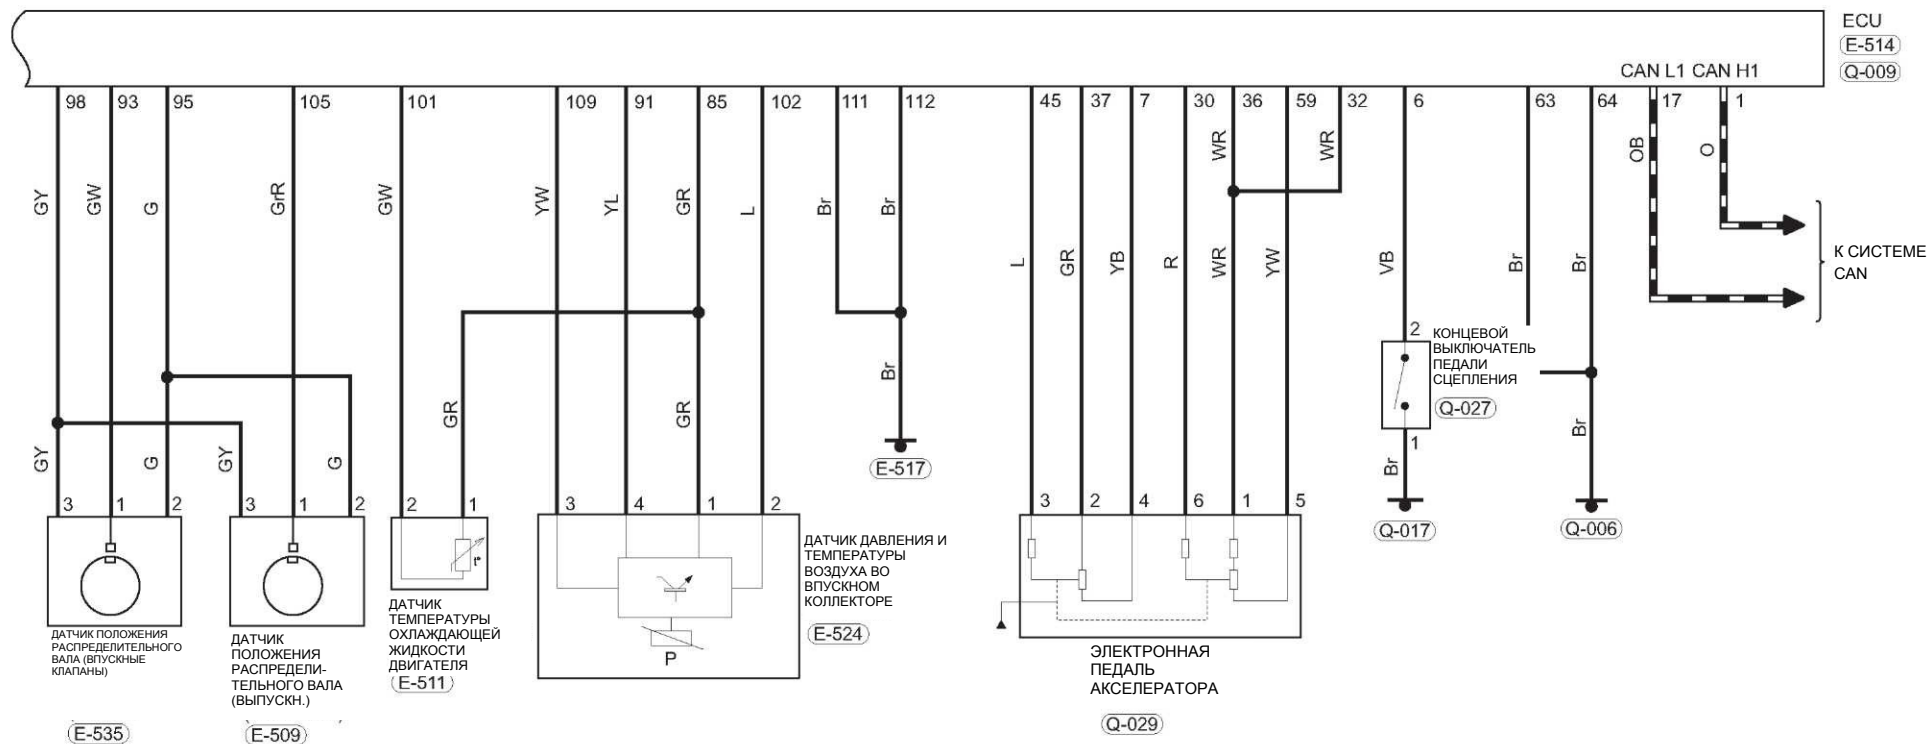 ECU
E-514
Q-009
CAN L1 CAN H1
98 93 95 105 101 109 91 85 102 111 112 45 37 7 30 36 59 32 6 63 64 17 1
WR WR OB O
GY GW G GrR GW YW YL GR L Br Br
L GR YB R WR YW VB Br Br
К СИСТЕМЕ
CAN
GR GR Br
GY G GY G
Br Br
2
КОНЦЕВОЙ
ВЫКЛЮЧАТЕЛЬ
ПЕДАЛИ
СЦЕПЛЕНИЯ
Q-027
1
E-517
Q-017
Q-006
3 1 2 3 1 2 2 1 3 4 1 2 3 2 4 6 1 5
t°
P
ДАТЧИК ПОЛОЖЕНИЯ
РАСПРЕДЕЛИТЕЛЬНОГО
ВАЛА (ВПУСКНЫЕ
КЛАПАНЫ)
E-535
ДАТЧИК
ПОЛОЖЕНИЯ
РАСПРЕДЕЛИ-
ТЕЛЬНОГО ВАЛА
(ВЫПУСКН.)
E-509
ДАТЧИК
ТЕМПЕРАТУРЫ
ОХЛАЖДАЮЩЕЙ
ЖИДКОСТИ
ДВИГАТЕЛЯ
E-511
ДАТЧИК ДАВЛЕНИЯ И
ТЕМПЕРАТУРЫ
ВОЗДУХА ВО
ВПУСКНОМ
КОЛЛЕКТОРЕ
E-524
ЭЛЕКТРОННАЯ
ПЕДАЛЬ
АКСЕЛЕРАТОРА
Q-029